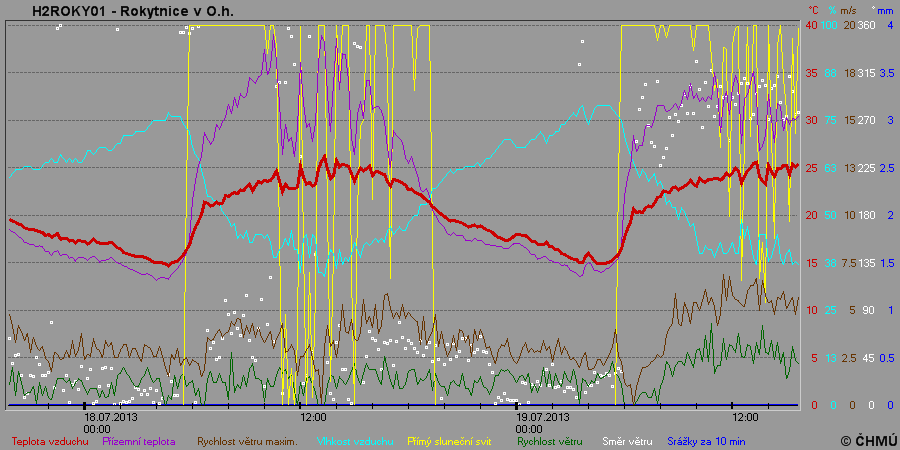 H2ROKY01 - Rokytnice v O.h.
°C % m/s ° mm
40 100 20 360 4
35 88 18 315 3.5
30 75 15 270 3
25 63 13 225 2.5
20 50 10 180 2
15 38 7.5 135 1.5
10 25 5 90 1
5 13 2.5 45 0.5
0 0 0 0 0
18.07.2013 12:00 19.07.2013 12:00
00:00 00:00
Teplota vzduchu Přízemní teplota Rychlost větru maxim. Vlhkost vzduchu Přímý sluneční svit Rychlost větru Směr větru Srážky za 10 min © ČHMÚ